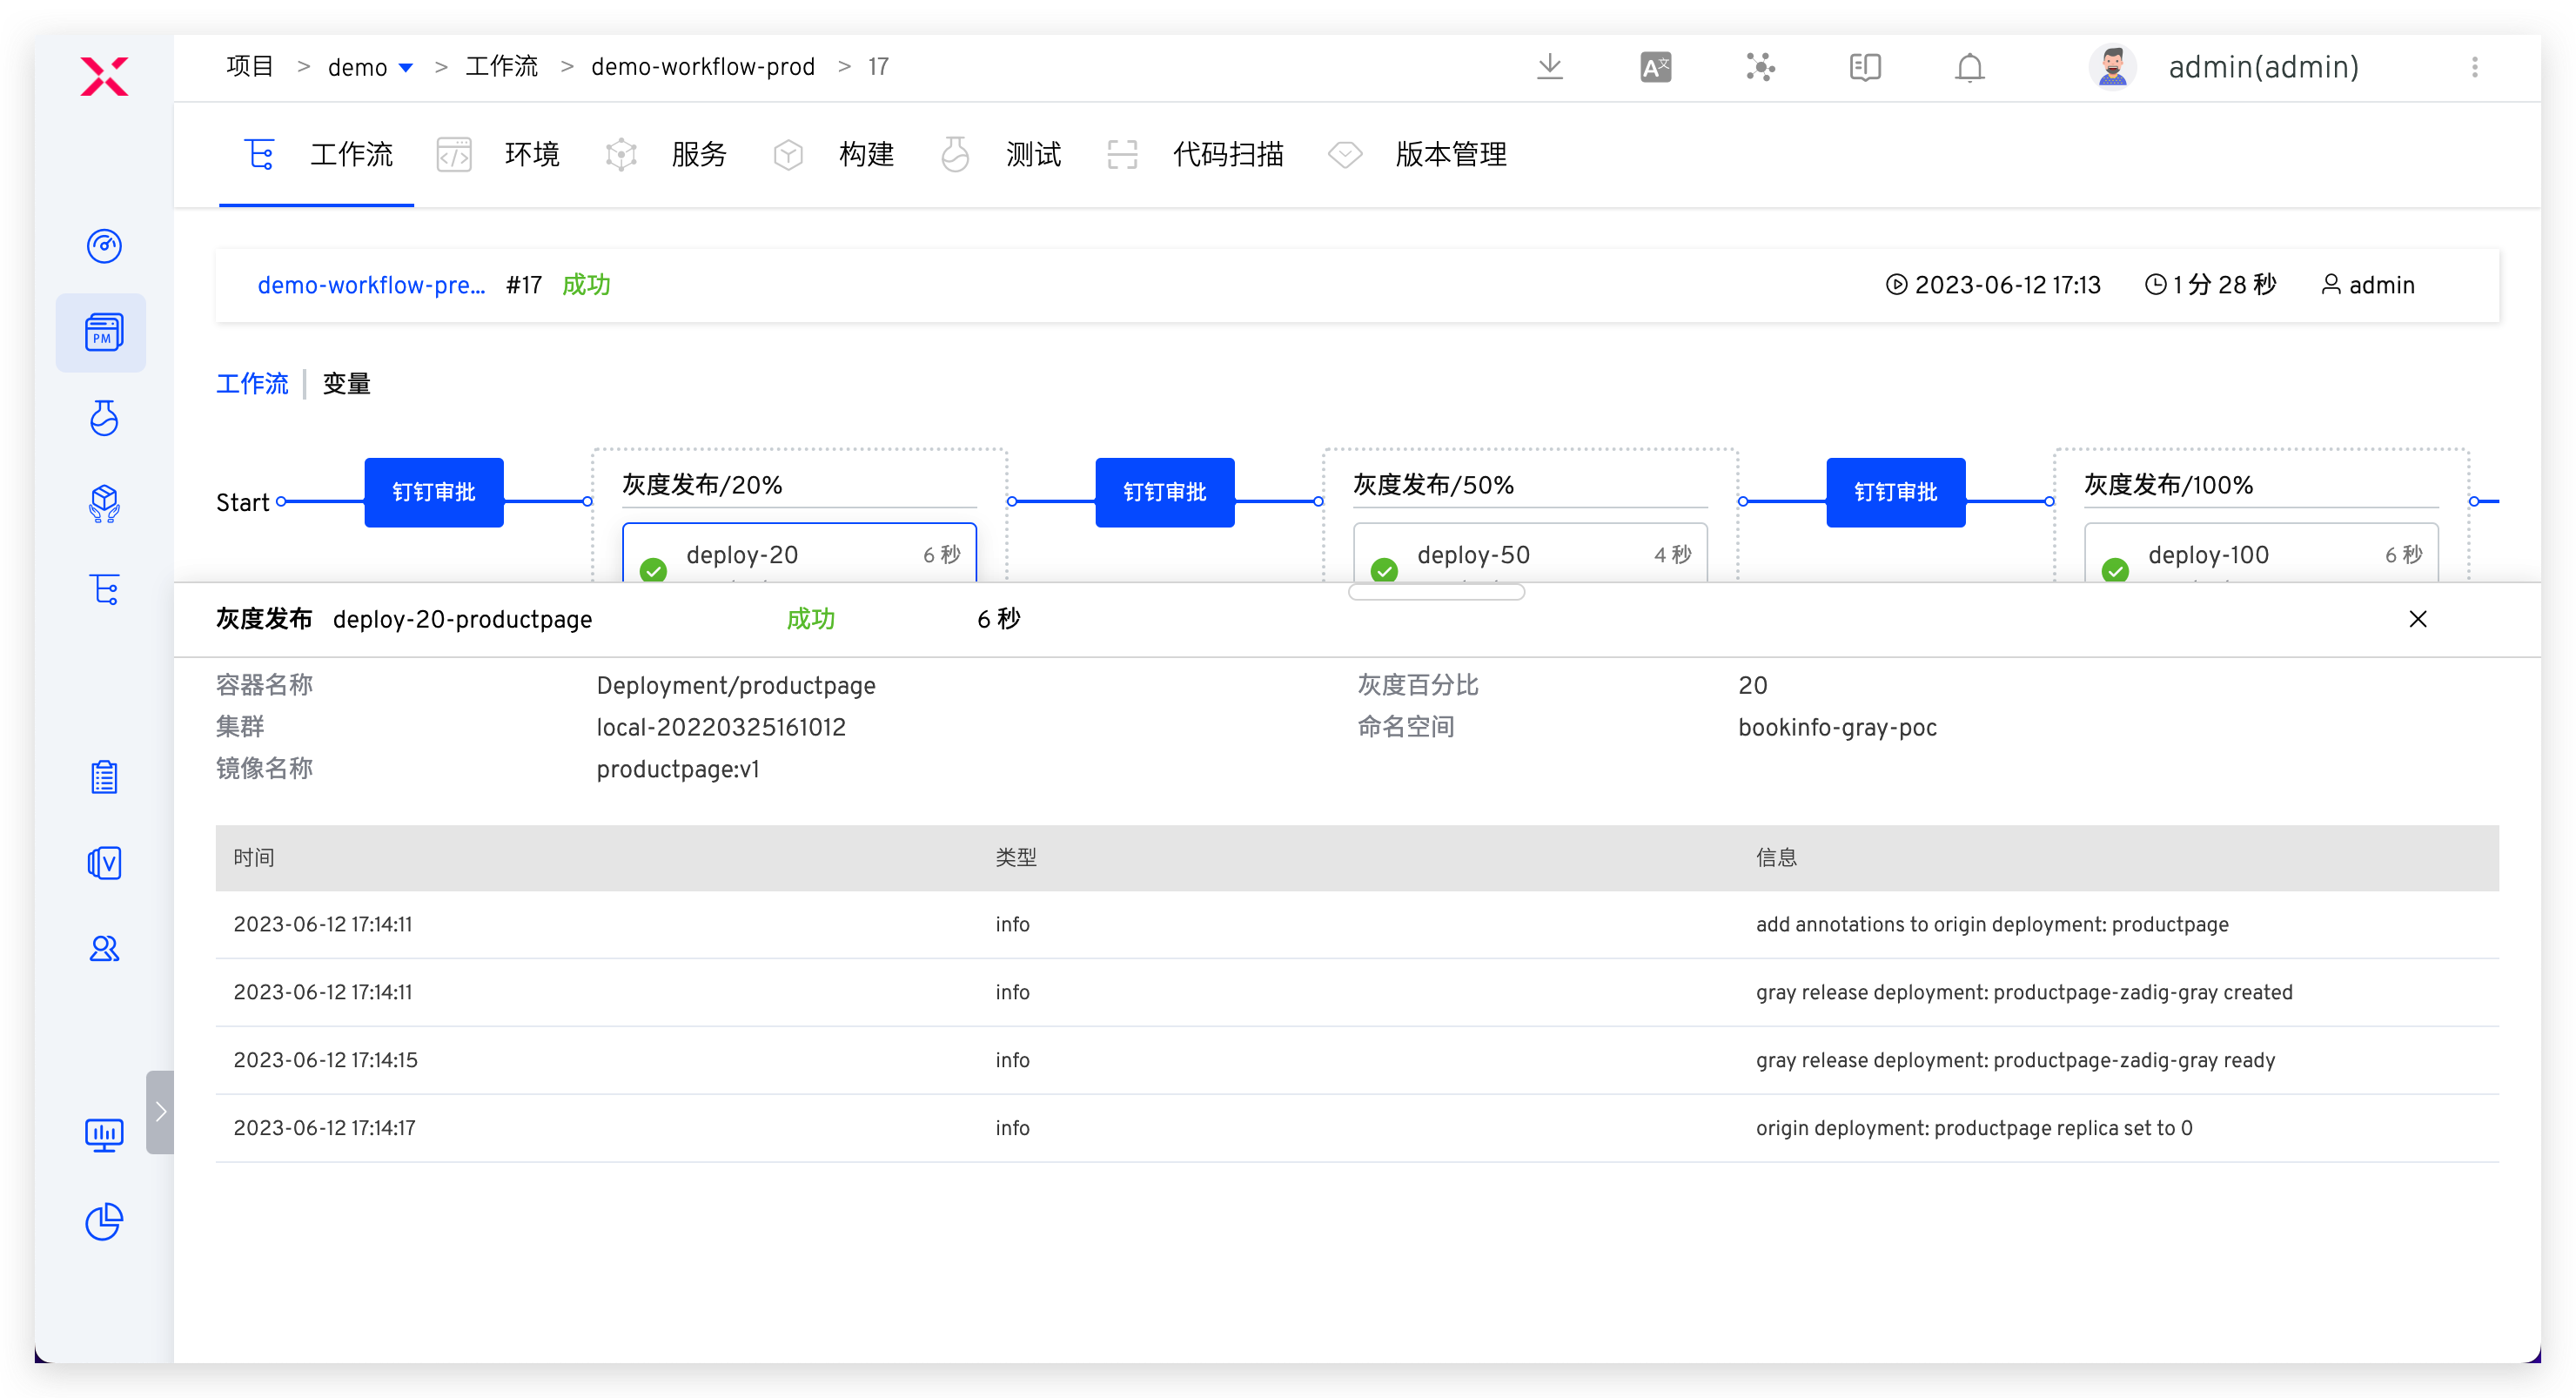 项目 > demo > 工作流 > demo-workflow-prod > 17
admin(admin)
工作流 环境 服务 构建 测试 代码扫描 版本管理
demo-workflow-pre... #17 成功 2023-06-12 17:13 1 分 28 秒 admin
工作流 变量
Start 钉钉审批 灰度发布/20% 钉钉审批 灰度发布/50% 钉钉审批 灰度发布/100%
deploy-20 6 秒 deploy-50 4 秒 deploy-100 6 秒
灰度发布 deploy-20-productpage 成功 6 秒
容器名称 Deployment/productpage 灰度百分比 20
集群 local-20220325161012 命名空间 bookinfo-gray-poc
镜像名称 productpage:v1
时间 类型 信息
2023-06-12 17:14:11 info add annotations to origin deployment: productpage
2023-06-12 17:14:11 info gray release deployment: productpage-zadig-gray created
2023-06-12 17:14:15 info gray release deployment: productpage-zadig-gray ready
2023-06-12 17:14:17 info origin deployment: productpage replica set to 0
PM
V